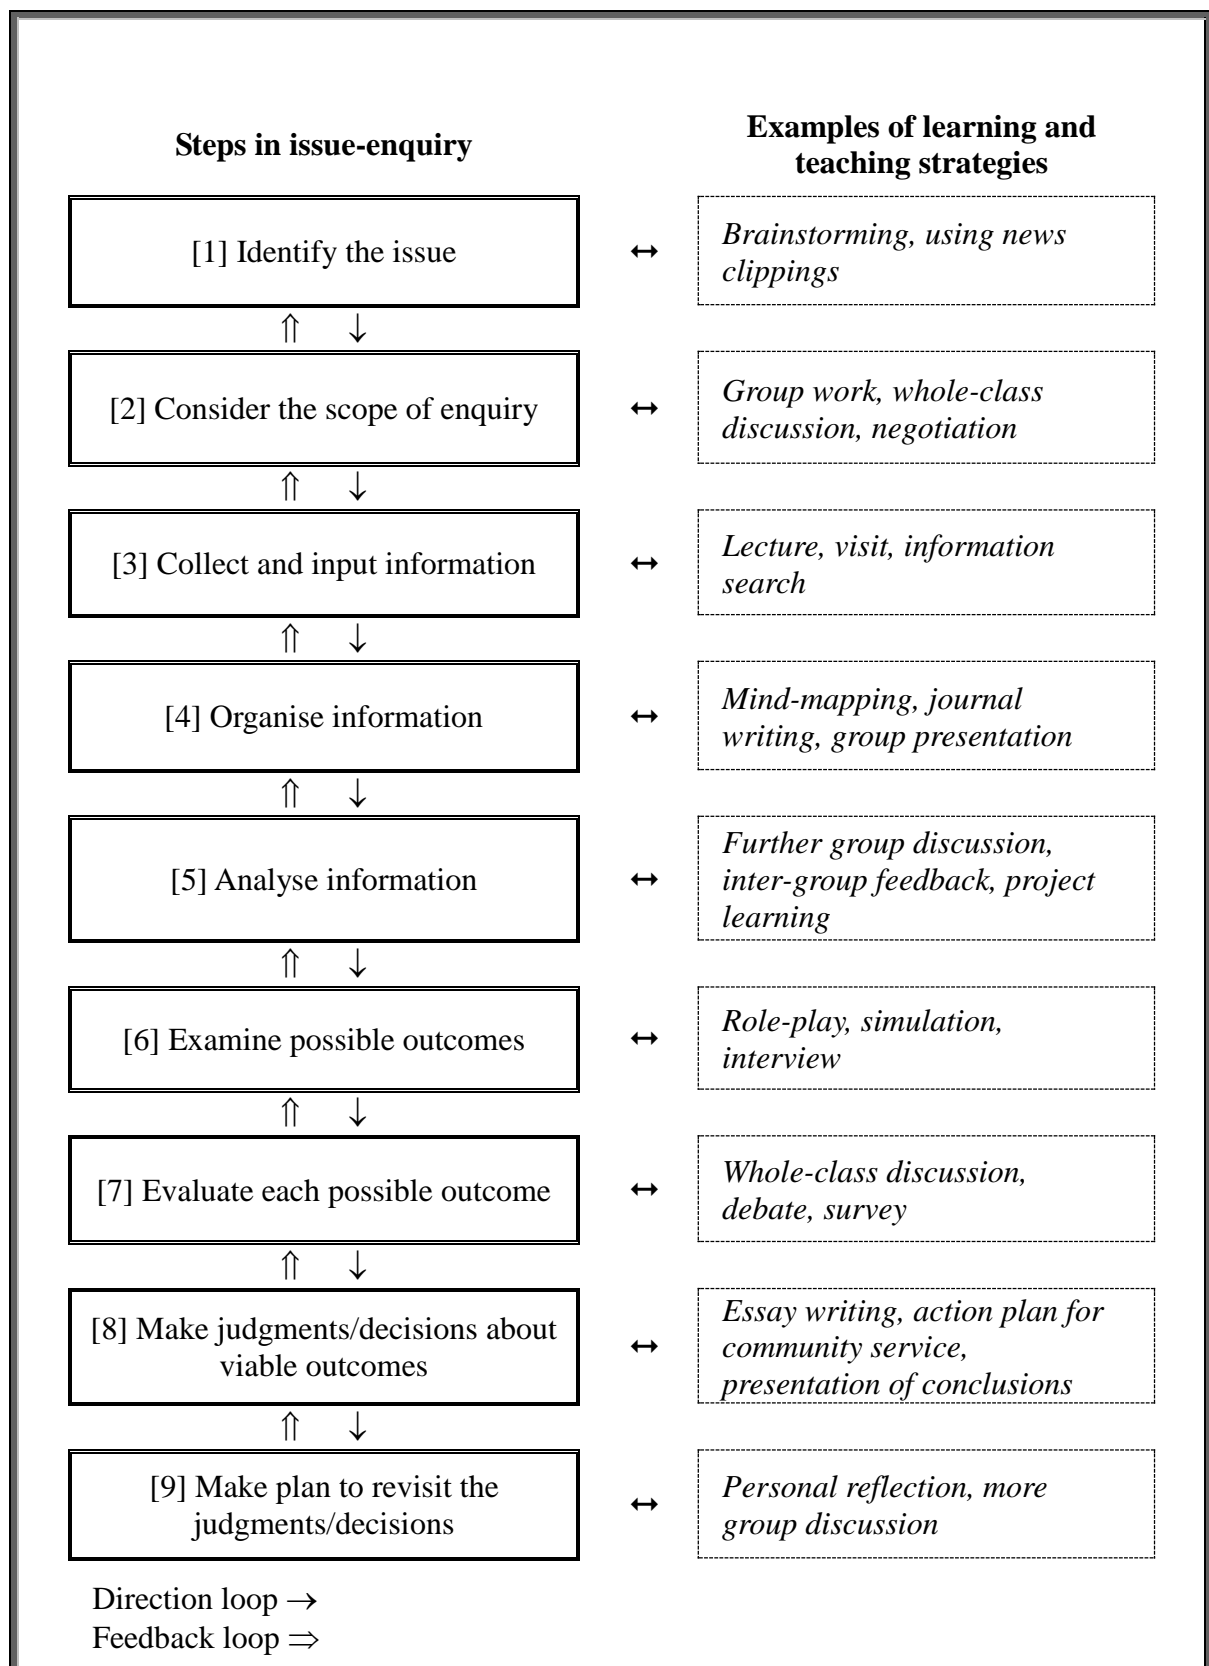 Steps in issue-enquiry
Examples of learning and
teaching strategies
[1] Identify the issue
↔
Brainstorming, using news
clippings
⇑ ↓
[2] Consider the scope of enquiry
↔
Group work, whole-class
discussion, negotiation
⇑ ↓
[3] Collect and input information
↔
Lecture, visit, information
search
⇑ ↓
[4] Organise information
↔
Mind-mapping, journal
writing, group presentation
⇑ ↓
[5] Analyse information
↔
Further group discussion,
inter-group feedback, project
learning
⇑ ↓
[6] Examine possible outcomes
↔
Role-play, simulation,
interview
⇑ ↓
[7] Evaluate each possible outcome
↔
Whole-class discussion,
debate, survey
⇑ ↓
[8] Make judgments/decisions about
viable outcomes
↔
Essay writing, action plan for
community service,
presentation of conclusions
⇑ ↓
[9] Make plan to revisit the
judgments/decisions
↔
Personal reflection, more
group discussion
Direction loop →
Feedback loop ⇒